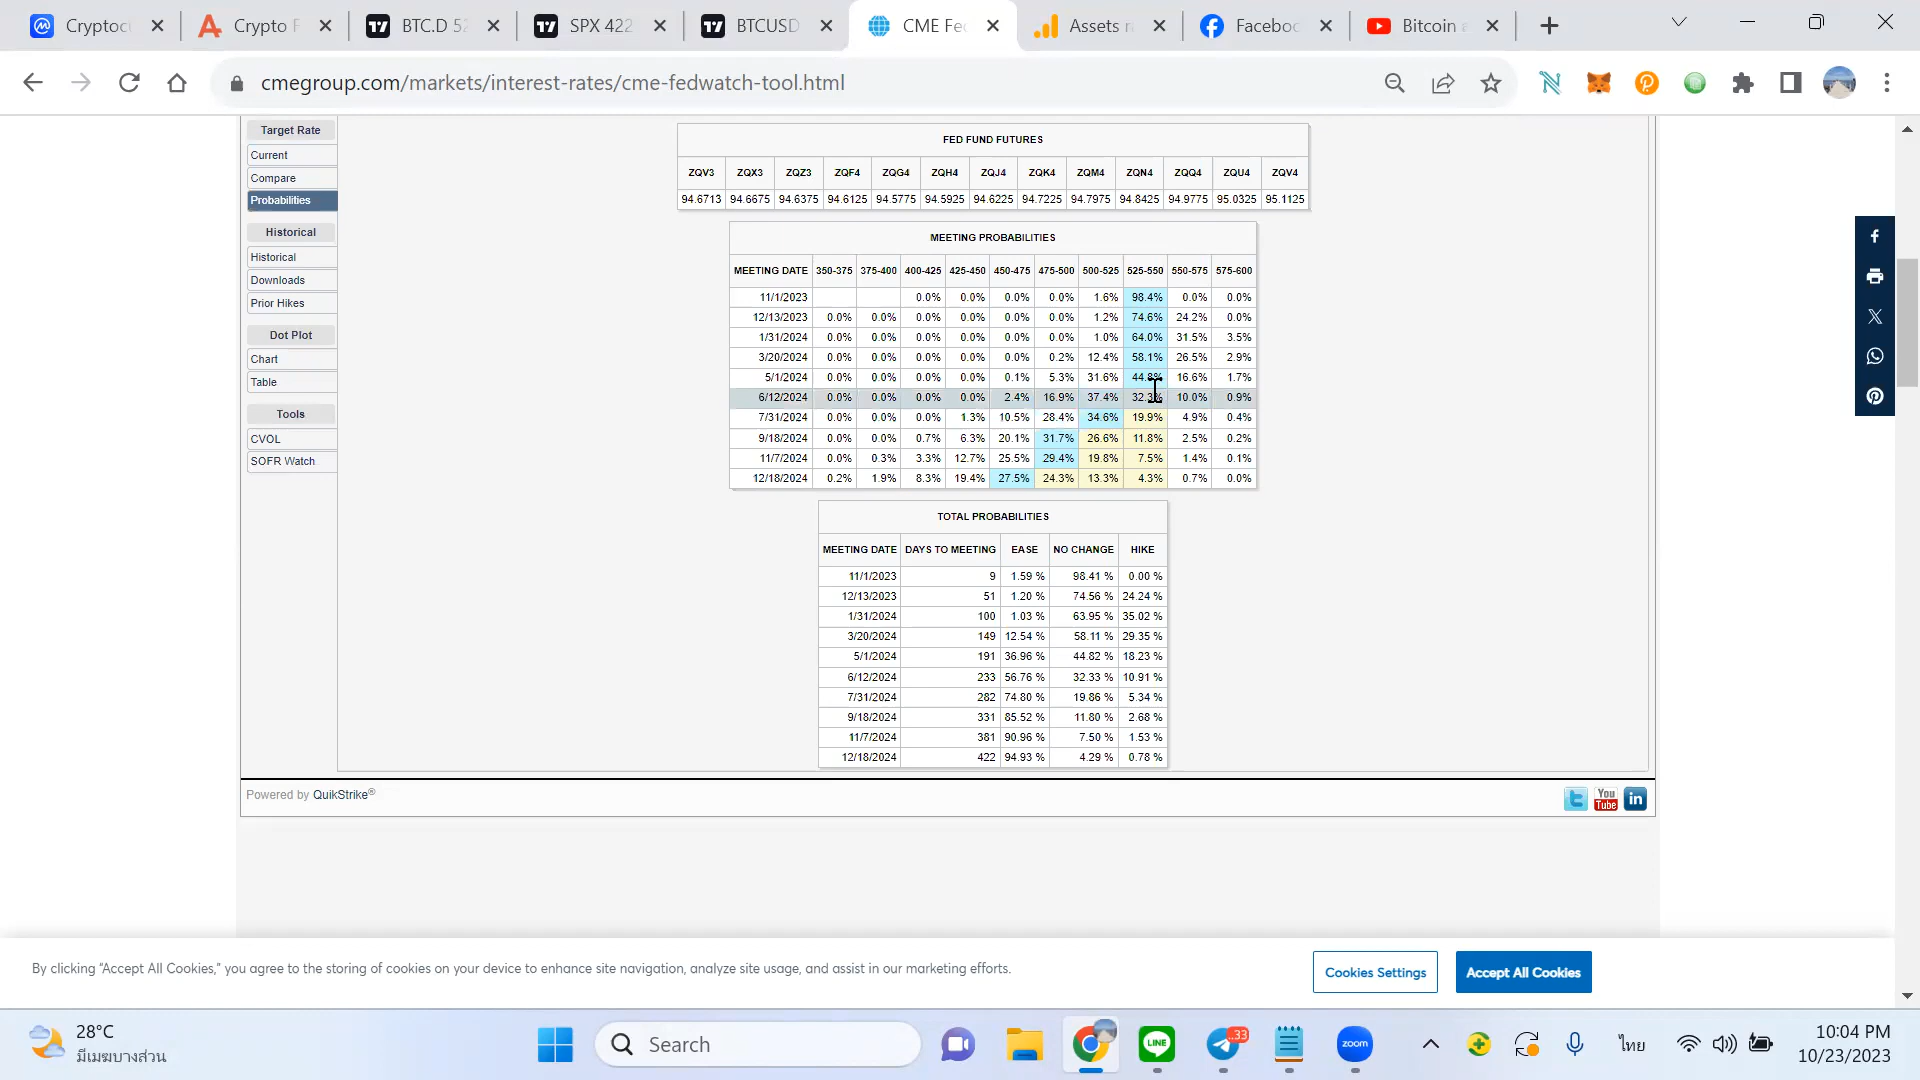 Cryptoc
Crypto F
BTC.D 52
SPX 422
BTCUSD
CME Fed
Assets r
Faceboo
Bitcoin a
cmegroup.com/markets/interest-rates/cme-fedwatch-tool.html
Target Rate
Current
Compare
Probabilities
Historical
Historical
Downloads
Prior Hikes
Dot Plot
Chart
Table
Tools
CVOL
SOFR Watch
FED FUND FUTURES
ZQV3 ZQX3 ZQZ3 ZQF4 ZQG4 ZQH4 ZQJ4 ZQK4 ZQM4 ZQN4 ZQQ4 ZQU4 ZQV4
94.6713 94.6675 94.6375 94.6125 94.5775 94.5925 94.6225 94.7225 94.7975 94.8425 94.9775 95.0325 95.1125
MEETING PROBABILITIES
MEETING DATE 350-375 375-400 400-425 425-450 450-475 475-500 500-525 525-550 550-575 575-600
11/1/2023 0.0% 0.0% 0.0% 0.0% 1.6% 98.4% 0.0% 0.0%
12/13/2023 0.0% 0.0% 0.0% 0.0% 0.0% 0.0% 1.2% 74.6% 24.2% 0.0%
1/31/2024 0.0% 0.0% 0.0% 0.0% 0.0% 0.0% 1.0% 64.0% 31.5% 3.5%
3/20/2024 0.0% 0.0% 0.0% 0.0% 0.0% 0.2% 12.4% 58.1% 26.5% 2.9%
5/1/2024 0.0% 0.0% 0.0% 0.0% 0.1% 5.3% 31.6% 44.8% 16.6% 1.7%
6/12/2024 0.0% 0.0% 0.0% 0.0% 2.4% 16.9% 37.4% 32.3% 10.0% 0.9%
7/31/2024 0.0% 0.0% 0.0% 1.3% 10.5% 28.4% 34.6% 19.9% 4.9% 0.4%
9/18/2024 0.0% 0.0% 0.7% 6.3% 20.1% 31.7% 26.6% 11.8% 2.5% 0.2%
11/7/2024 0.0% 0.3% 3.3% 12.7% 25.5% 29.4% 19.8% 7.5% 1.4% 0.1%
12/18/2024 0.2% 1.9% 8.3% 19.4% 27.5% 24.3% 13.3% 4.3% 0.7% 0.0%
TOTAL PROBABILITIES
MEETING DATE DAYS TO MEETING EASE NO CHANGE HIKE
11/1/2023 9 1.59 % 98.41 % 0.00 %
12/13/2023 51 1.20 % 74.56 % 24.24 %
1/31/2024 100 1.03 % 63.95 % 35.02 %
3/20/2024 149 12.54 % 58.11 % 29.35 %
5/1/2024 191 36.96 % 44.82 % 18.23 %
6/12/2024 233 56.76 % 32.33 % 10.91 %
7/31/2024 282 74.80 % 19.86 % 5.34 %
9/18/2024 331 85.52 % 11.80 % 2.68 %
11/7/2024 381 90.96 % 7.50 % 1.53 %
12/18/2024 422 94.93 % 4.29 % 0.78 %
Powered by QuikStrike®
You
Tube
in
By clicking “Accept All Cookies,” you agree to the storing of cookies on your device to enhance site navigation, analyze site usage, and assist in our marketing efforts.
Cookies Settings
Accept All Cookies
28°C
มีเมฆบางส่วน
Search
LINE
33
zoom
ไทย
10:04 PM
10/23/2023